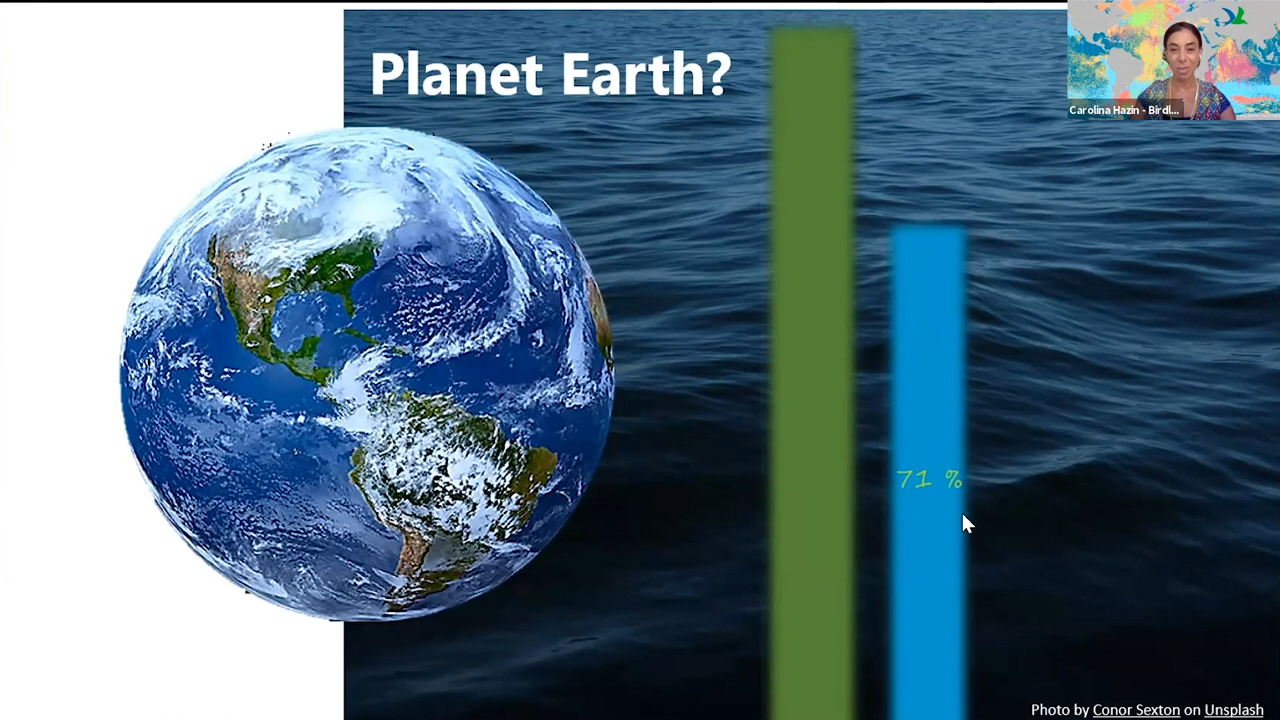 Planet Earth?
Carolina Hazin - Birdl...
71 %
Photo by Conor Sexton on Unsplash